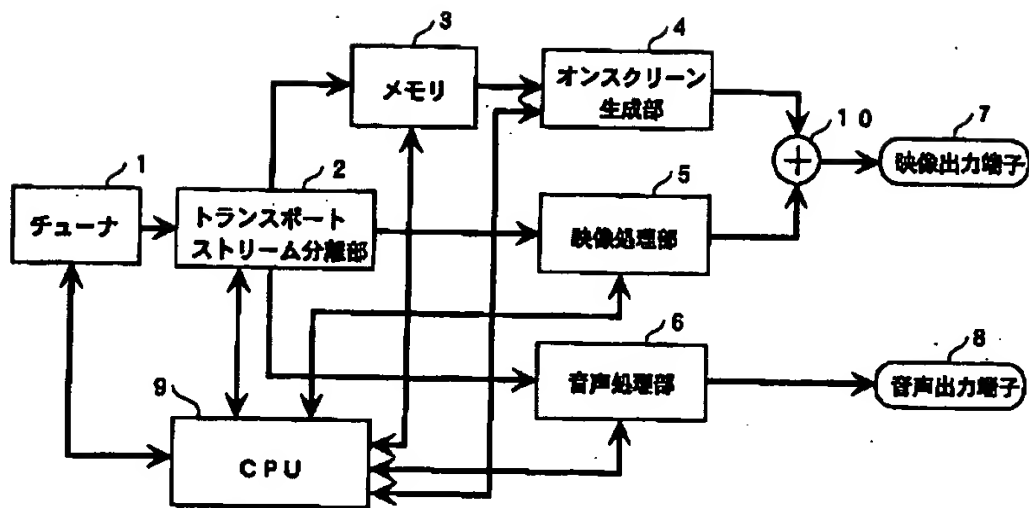 3
メモリ
4
オンスクリーン
生成部
10
7
映像出力端子
1
チューナ
2
トランスポート
ストリーム分離部
5
映像処理部
6
音声処理部
8
音声出力端子
9
CPU